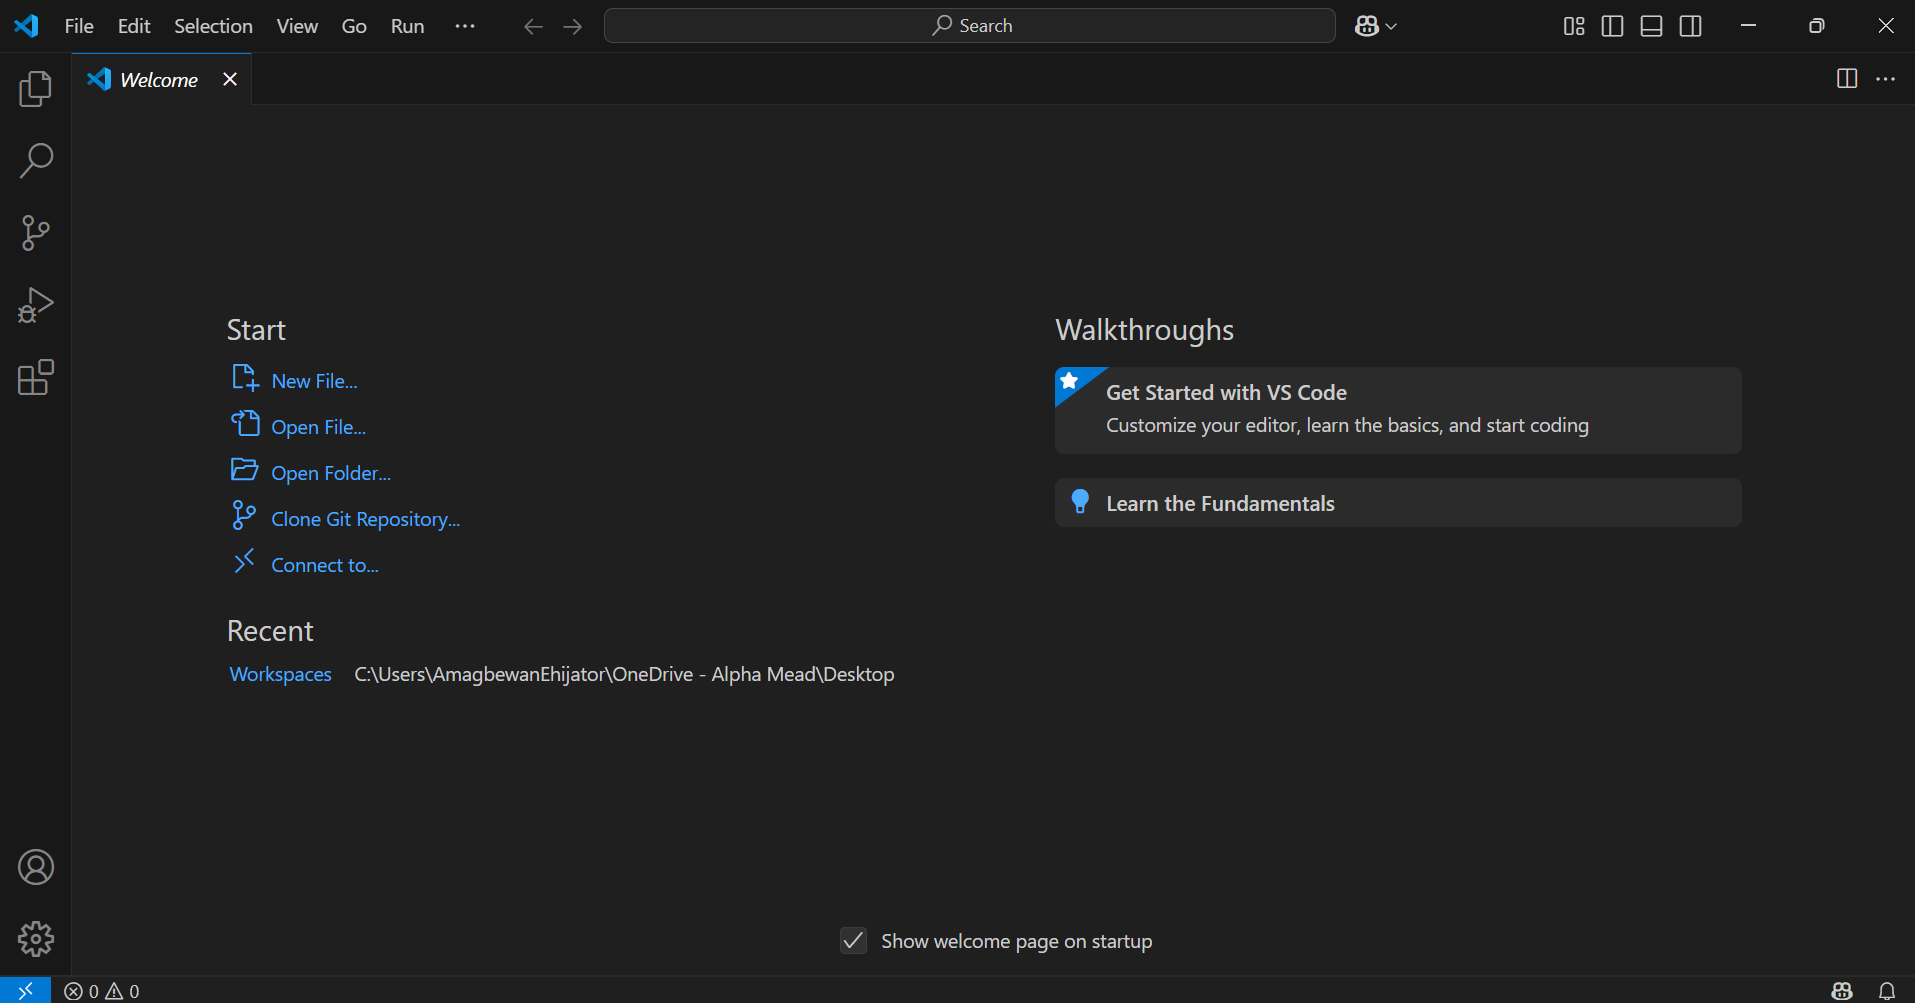 File Edit Selection View Go Run
Search
Welcome
Start
New File...
Open File...
Open Folder...
Clone Git Repository...
Connect to...
Recent
Workspaces C:\Users\AmagbewanEhijator\OneDrive - Alpha Mead\Desktop
Walkthroughs
Get Started with VS Code
Customize your editor, learn the basics, and start coding
Learn the Fundamentals
Show welcome page on startup
0 0